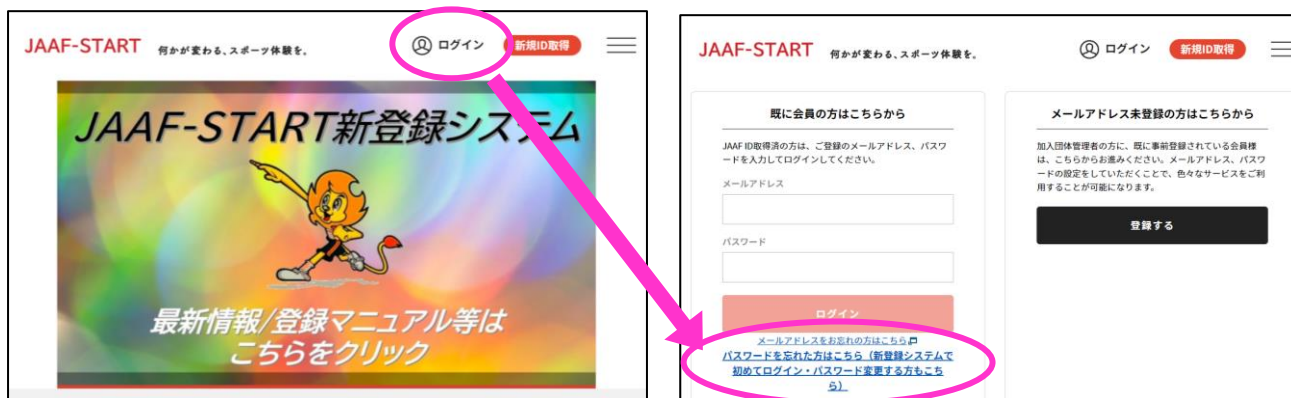 JAAF-START 何かが変わる、スポーツ体験を。 ログイン 新規ID取得
JAAF-START新登録システム
最新情報/登録マニュアル等は
こちらをクリック
JAAF-START 何かが変わる、スポーツ体験を。 ログイン 新規ID取得
既に会員の方はこちらから
JAAF ID取得済の方は、ご登録のメールアドレス、パスワ
ードを入力してログインしてください。
メールアドレス
パスワード
ログイン
メールアドレスをお忘れの方はこちら
パスワードを忘れた方はこちら（新登録システムで
初めてログイン・パスワード変更する方もこち
ら）
メールアドレス未登録の方はこちらから
加入団体管理者の方に、既に事前登録されている会員様
は、こちらからお進みください。メールアドレス、パスワ
ードの設定をしていただくことで、色々なサービスをご利
用することが可能になります。
登録する